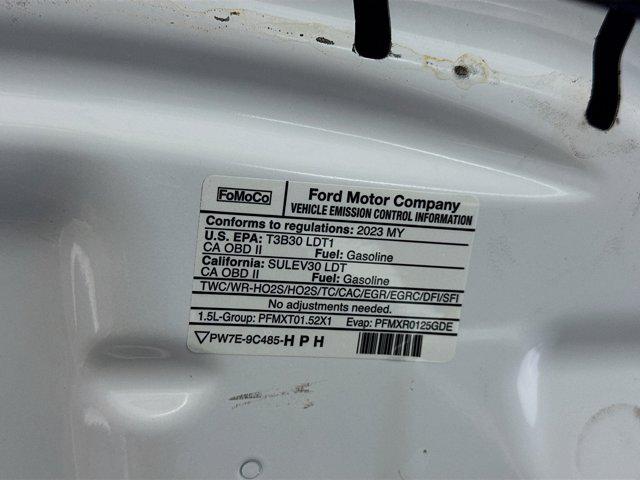 FoMoCo
Ford Motor Company
VEHICLE EMISSION CONTROL INFORMATION
Conforms to regulations: 2023 MY
U.S. EPA: T3B30 LDT1
CA OBD II Fuel: Gasoline
California: SULEV30 LDT
CA OBD II Fuel: Gasoline
TWC/WR-HO2S/HO2S/TC/CAC/EGR/EGRC/DFI/SFI
No adjustments needed.
1.5L-Group: PFMXT01.52X1 Evap: PFMXR0125GDE
PW7E-9C485-HPH